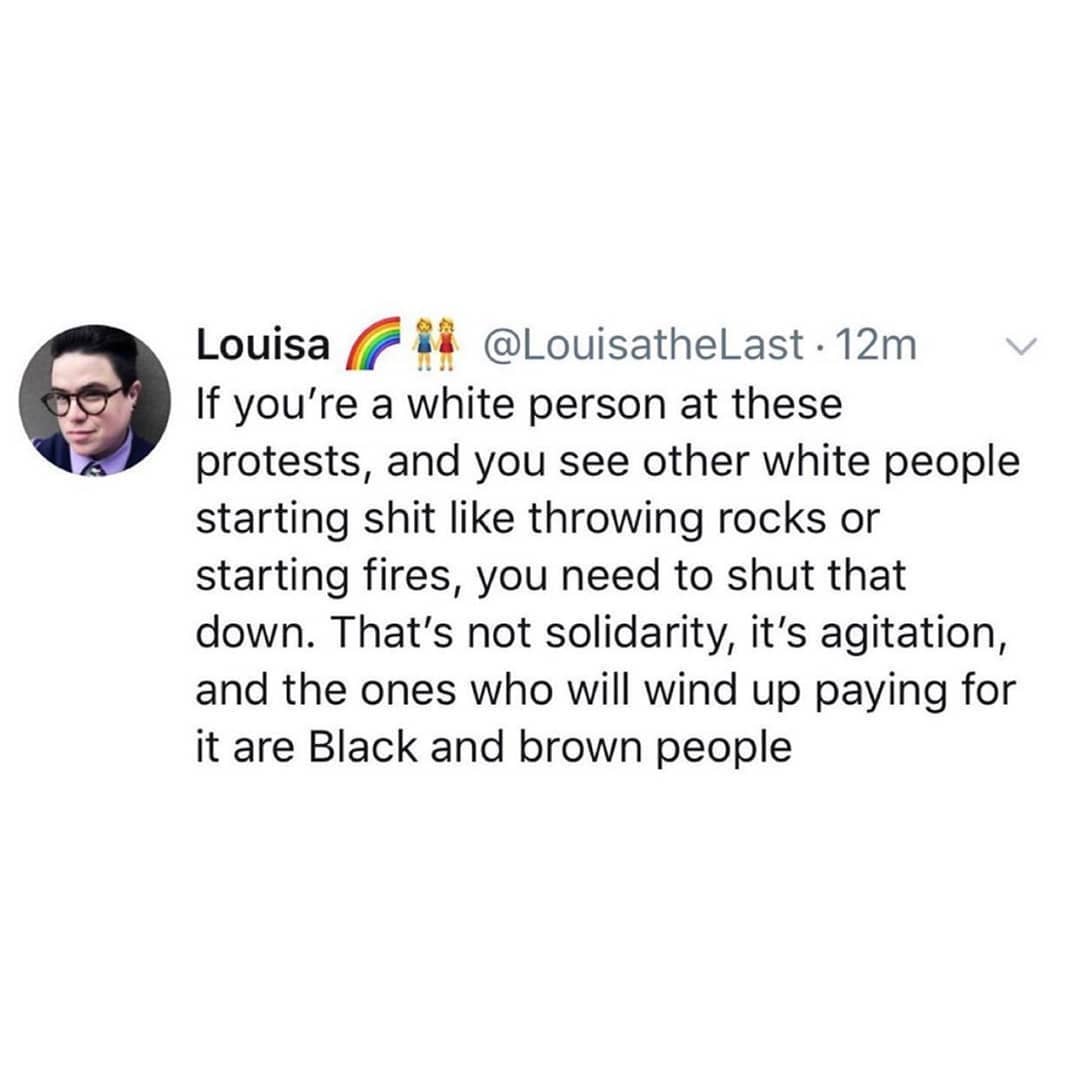 Louisa 🌈👭 @LouisatheLast · 12m
If you’re a white person at these
protests, and you see other white people
starting shit like throwing rocks or
starting fires, you need to shut that
down. That’s not solidarity, it’s agitation,
and the ones who will wind up paying for
it are Black and brown people